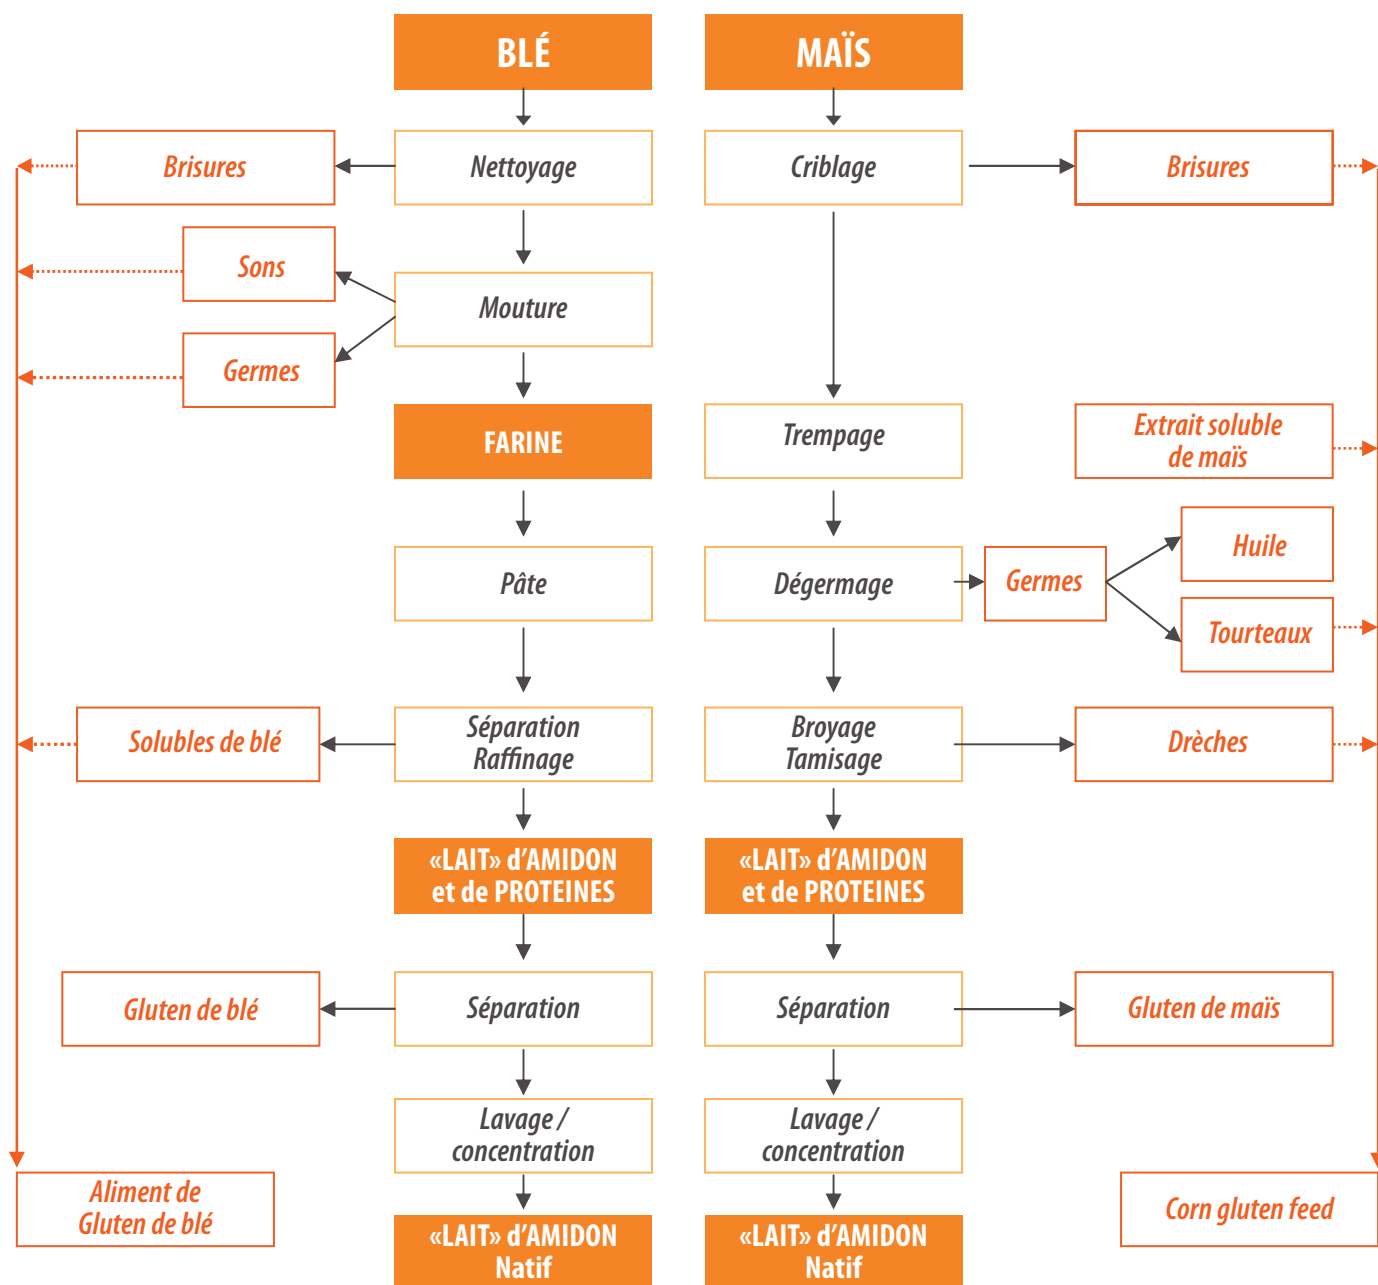 BLÉ
MAÏS
Brisures
Nettoyage
Criblage
Brisures
Sons
Mouture
Germes
FARINE
Trempage
Extrait soluble
de maïs
Huile
Pâte
Dégermage
Germes
Tourteaux
Solubles de blé
Séparation
Raffinage
Broyage
Tamisage
Drèches
«LAIT» d’AMIDON
et de PROTEINES
«LAIT» d’AMIDON
et de PROTEINES
Gluten de blé
Séparation
Séparation
Gluten de maïs
Lavage /
concentration
Lavage /
concentration
Aliment de
Gluten de blé
Corn gluten feed
«LAIT» d’AMIDON
Natif
«LAIT» d’AMIDON
Natif